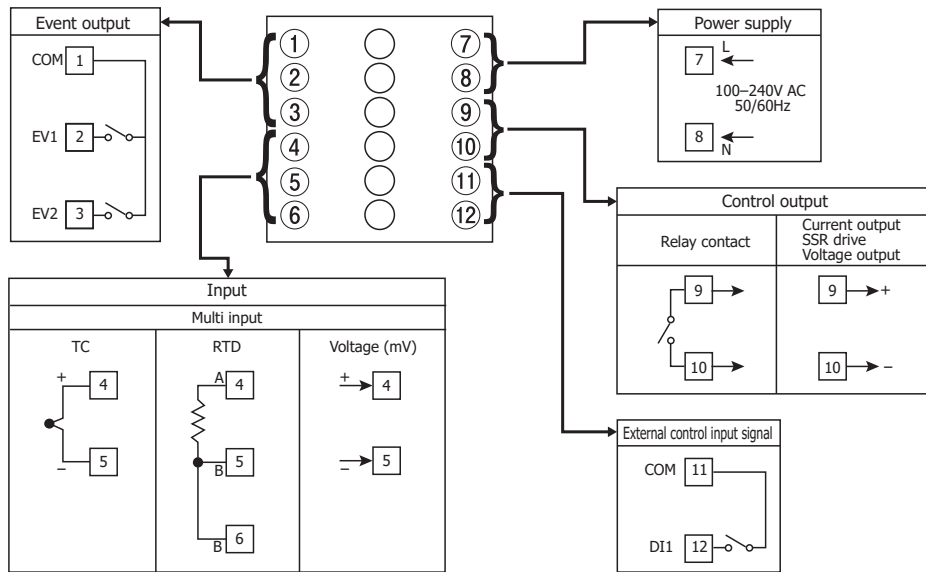 Event output
COM 1
EV1 2
EV2 3
① ⑦
② ⑧
③ ⑨
④ ⑩
⑤ ⑪
⑥ ⑫
Power supply
7 L
100–240V AC
50/60Hz
8 N
Control output
Relay contact
Current output
SSR drive
Voltage output
9 9 +
10 10 −
Input
Multi input
TC RTD Voltage (mV)
+ 4 A 4 + 4
− 5 B 5 − 5
B 6
External control input signal
COM 11
DI1 12